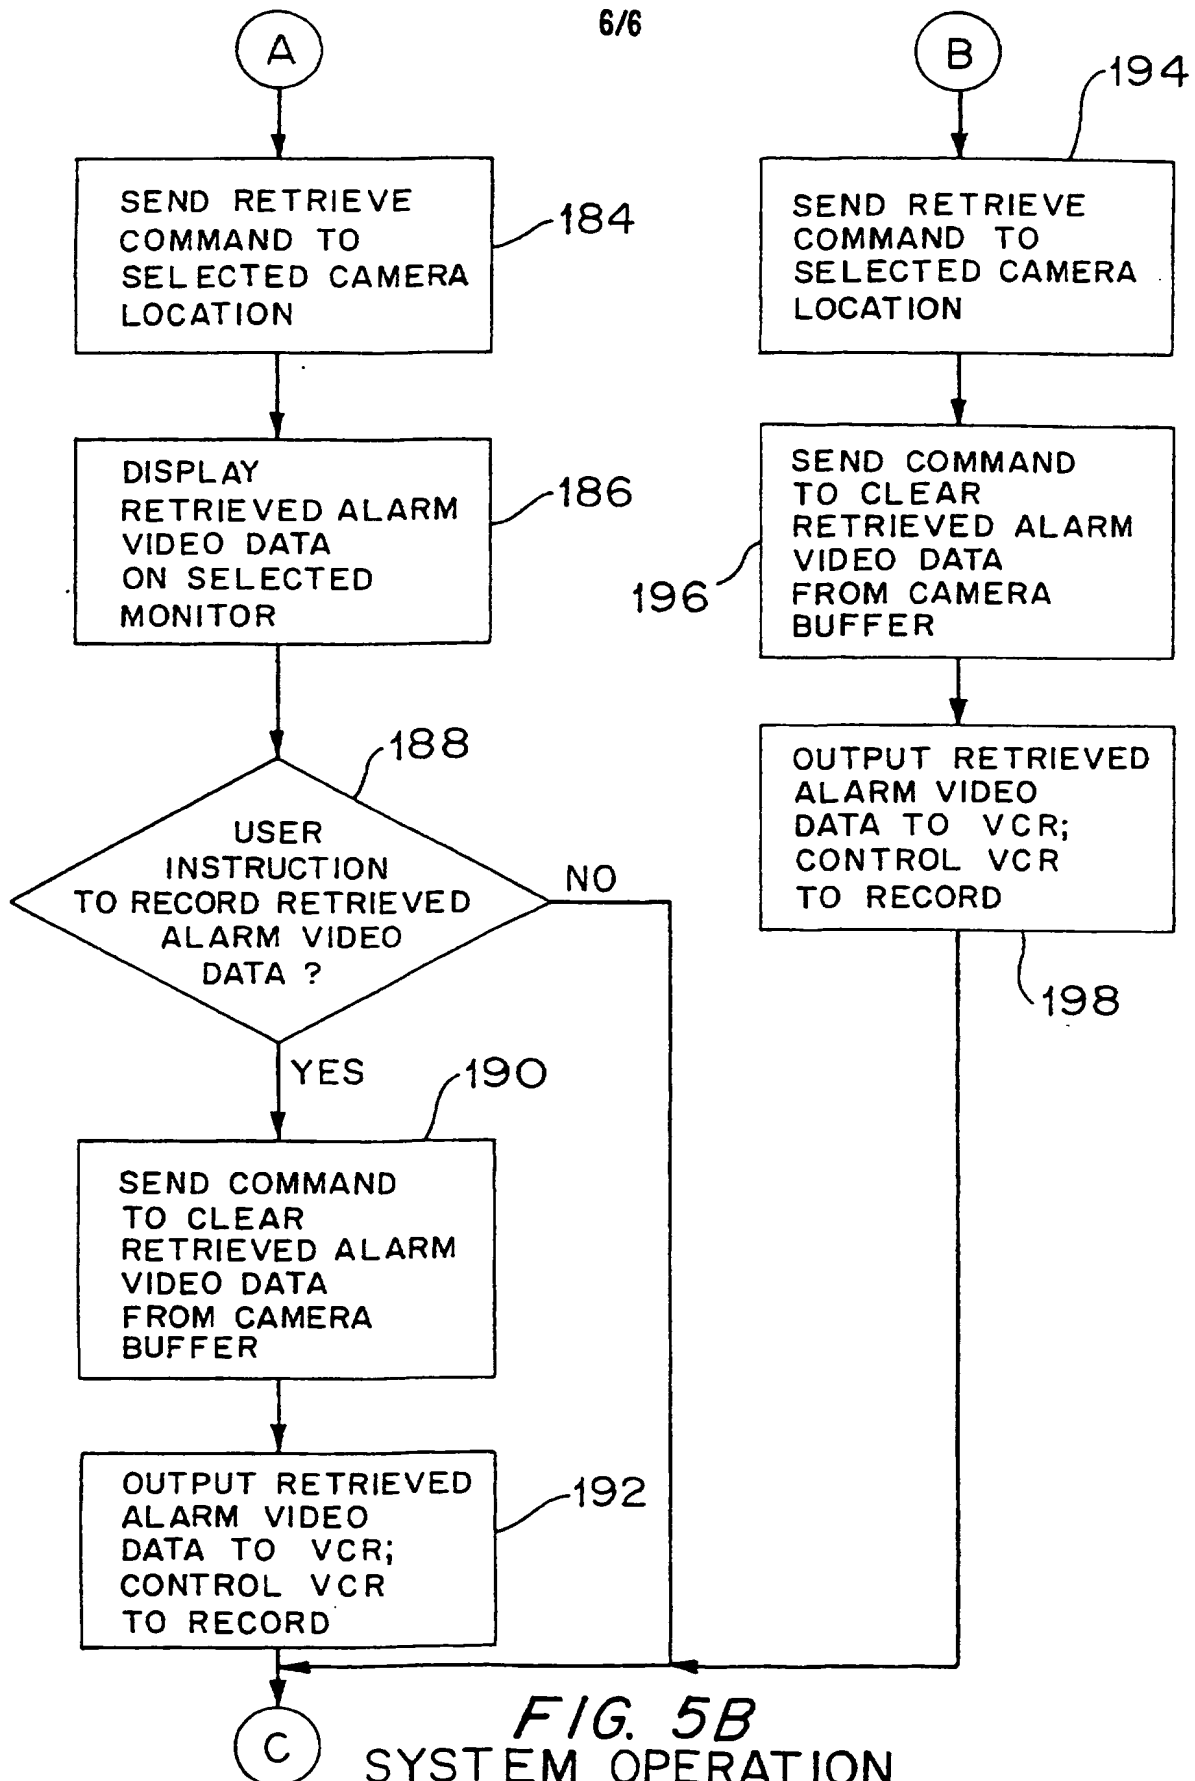 6/6
A
SEND RETRIEVE
COMMAND TO
SELECTED CAMERA
LOCATION
184
DISPLAY
RETRIEVED ALARM
VIDEO DATA
ON SELECTED
MONITOR
186
188
USER
INSTRUCTION
TO RECORD RETRIEVED
ALARM VIDEO
DATA ?
NO
YES
190
SEND COMMAND
TO CLEAR
RETRIEVED ALARM
VIDEO DATA
FROM CAMERA
BUFFER
OUTPUT RETRIEVED
ALARM VIDEO
DATA TO VCR;
CONTROL VCR
TO RECORD
192
C
B
194
SEND RETRIEVE
COMMAND TO
SELECTED CAMERA
LOCATION
SEND COMMAND
TO CLEAR
RETRIEVED ALARM
VIDEO DATA
FROM CAMERA
BUFFER
196
OUTPUT RETRIEVED
ALARM VIDEO
DATA TO VCR;
CONTROL VCR
TO RECORD
198
FIG. 5B
SYSTEM OPERATION